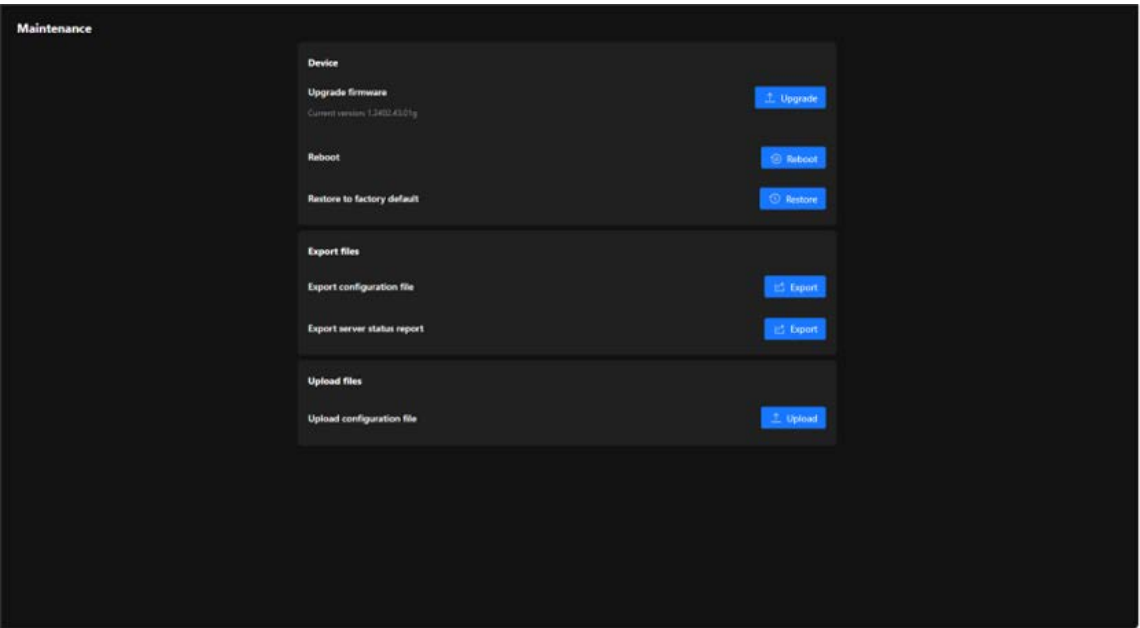 Maintenance
Device
Upgrade firmware
Upgrade
Current version: 1.2402.43.01g
Reboot
Reboot
Restore to factory default
Restore
Export files
Export configuration file
Export
Export server status report
Export
Upload files
Upload configuration file
Upload